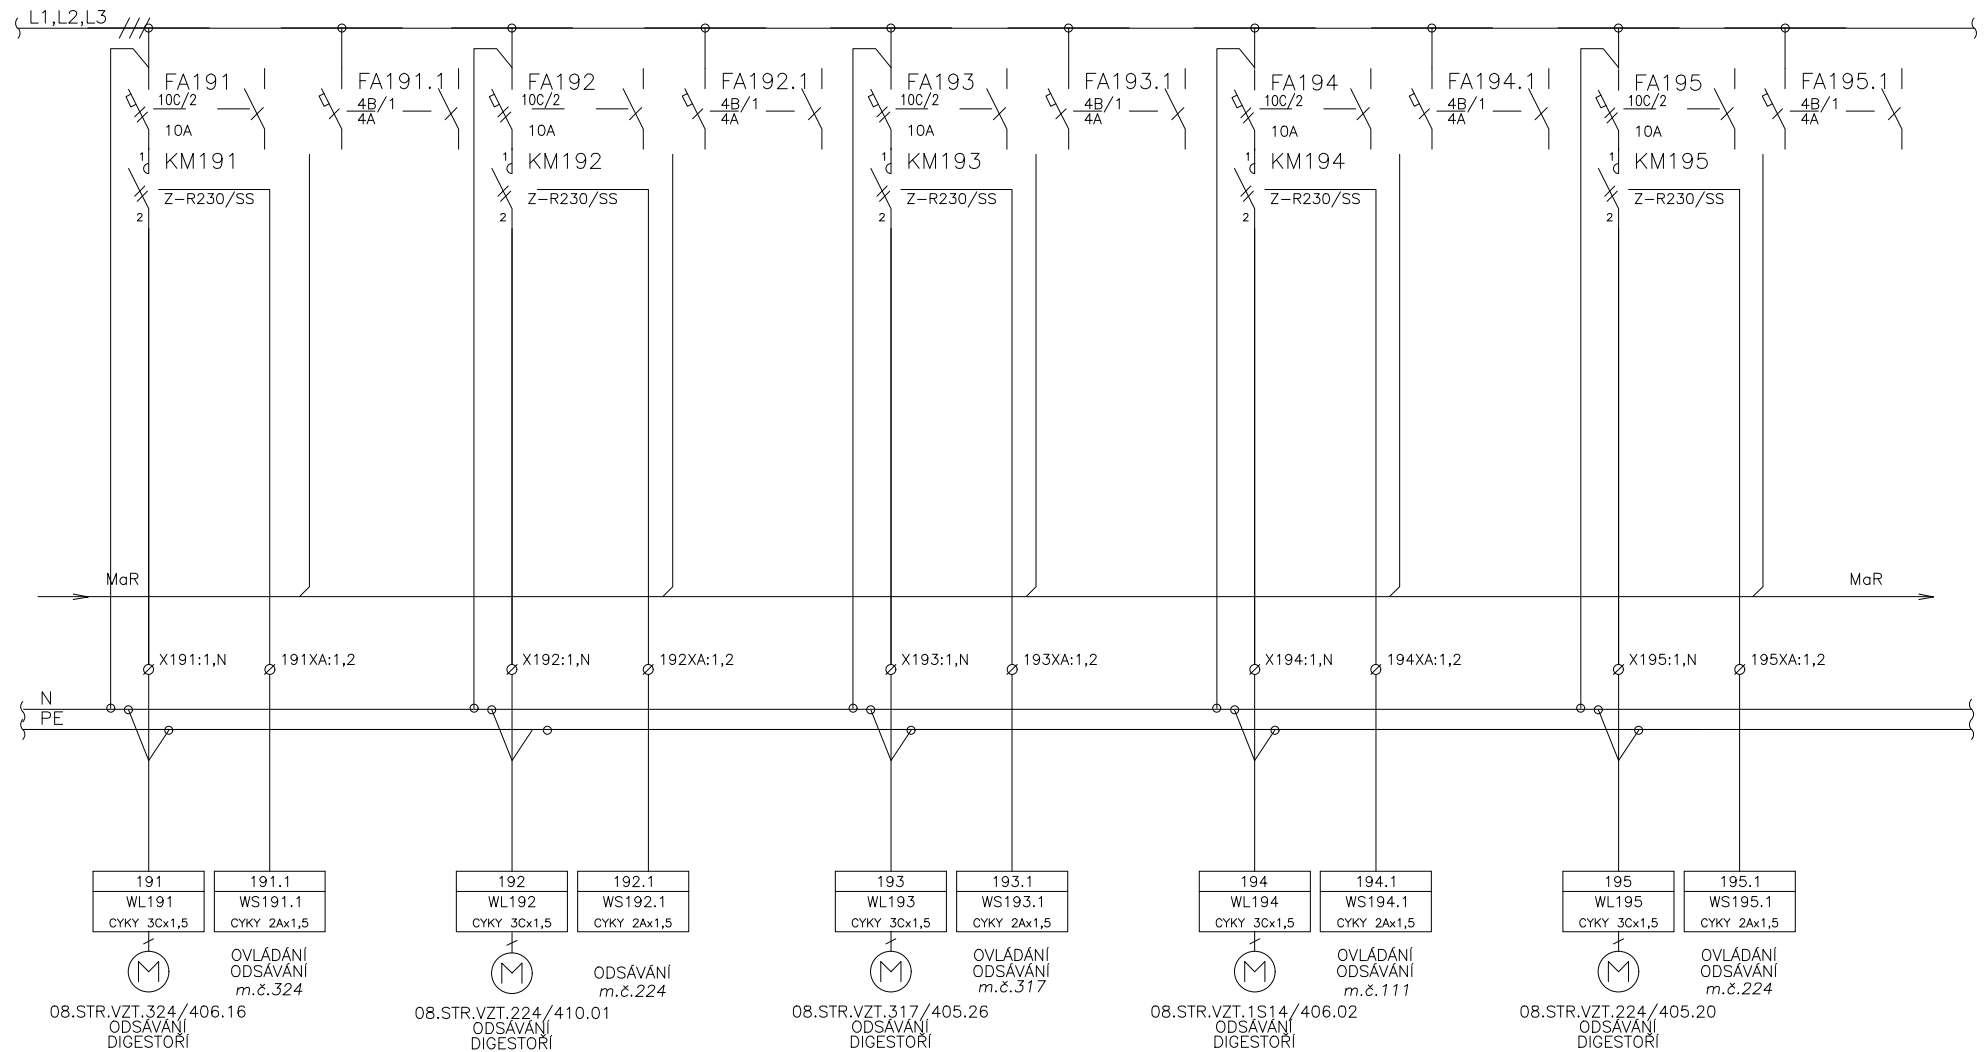 L1,L2,L3
FA191
10C/2
10A
FA191.1
4B/1
4A
FA192
10C/2
10A
FA192.1
4B/1
4A
FA193
10C/2
10A
FA193.1
4B/1
4A
FA194
10C/2
10A
FA194.1
4B/1
4A
FA195
10C/2
10A
FA195.1
4B/1
4A
1
KM191
Z-R230/SS
2
1
KM192
Z-R230/SS
2
1
KM193
Z-R230/SS
2
1
KM194
Z-R230/SS
2
1
KM195
Z-R230/SS
2
MaR
MaR
X191:1,N
191XA:1,2
X192:1,N
192XA:1,2
X193:1,N
193XA:1,2
X194:1,N
194XA:1,2
X195:1,N
195XA:1,2
N
PE
191
WL191
CYKY 3Cx1,5
191.1
WS191.1
CYKY 2Ax1,5
192
WL192
CYKY 3Cx1,5
192.1
WS192.1
CYKY 2Ax1,5
193
WL193
CYKY 3Cx1,5
193.1
WS193.1
CYKY 2Ax1,5
194
WL194
CYKY 3Cx1,5
194.1
WS194.1
CYKY 2Ax1,5
195
WL195
CYKY 3Cx1,5
195.1
WS195.1
CYKY 2Ax1,5
M
OVLÁDÁNÍ
ODSÁVÁNÍ
m.č.324
M
ODSÁVÁNÍ
m.č.224
M
OVLÁDÁNÍ
ODSÁVÁNÍ
m.č.317
M
OVLÁDÁNÍ
ODSÁVÁNÍ
m.č.111
M
OVLÁDÁNÍ
ODSÁVÁNÍ
m.č.224
08.STR.VZT.324/406.16
ODSÁVÁNÍ
DIGESTOŘÍ
08.STR.VZT.224/410.01
ODSÁVÁNÍ
DIGESTOŘÍ
08.STR.VZT.317/405.26
ODSÁVÁNÍ
DIGESTOŘÍ
08.STR.VZT.1S14/406.02
ODSÁVÁNÍ
DIGESTOŘÍ
08.STR.VZT.224/405.20
ODSÁVÁNÍ
DIGESTOŘÍ